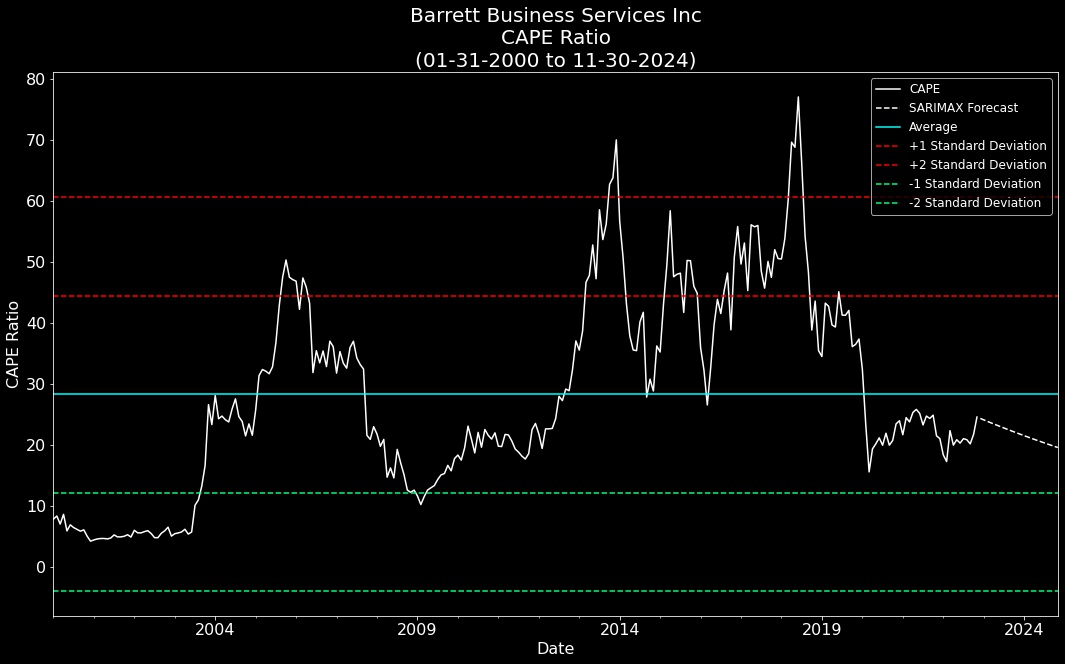 Barrett Business Services Inc
CAPE Ratio
(01-31-2000 to 11-30-2024)
CAPE
SARIMAX Forecast
Average
+1 Standard Deviation
+2 Standard Deviation
-1 Standard Deviation
-2 Standard Deviation
80
70
60
50
40
30
20
10
0
CAPE Ratio
2004
2009
2014
2019
2024
Date